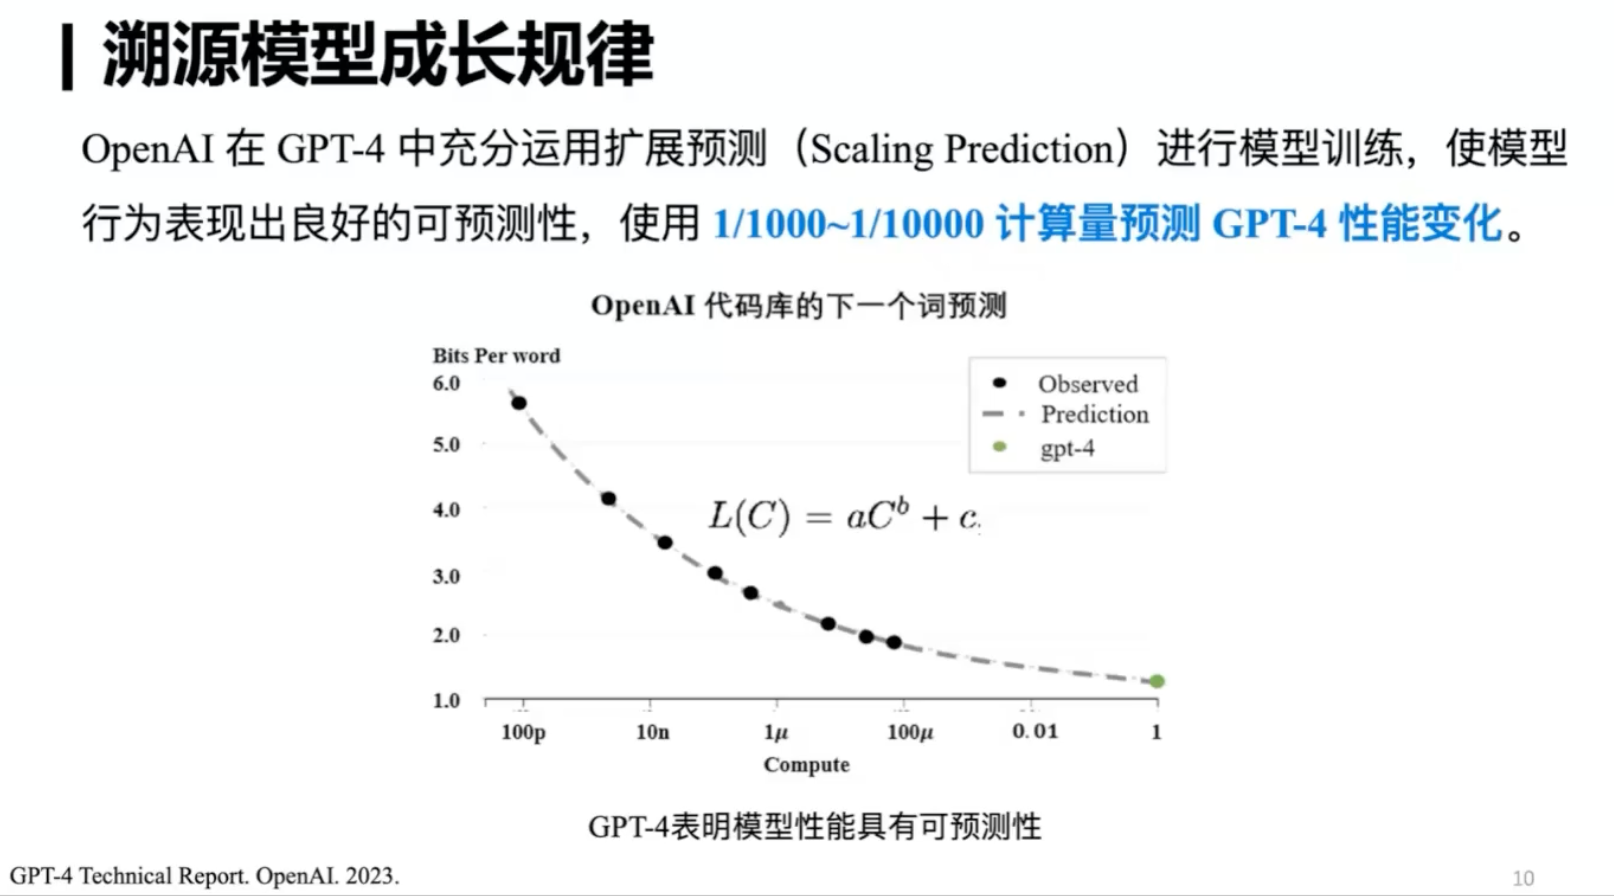 溯源模型成长规律
OpenAI 在 GPT-4 中充分运用扩展预测（Scaling Prediction）进行模型训练，使模型
行为表现出良好的可预测性，使用 1/1000~1/10000 计算量预测 GPT-4 性能变化。
OpenAI 代码库的下一个词预测
Bits Per word
6.0
5.0
4.0
3.0
2.0
1.0
Observed
Prediction
gpt-4
L(C) = aC^b + c.
100p 10n 1μ 100μ 0.01 1
Compute
GPT-4表明模型性能具有可预测性
GPT-4 Technical Report. OpenAI. 2023.
10